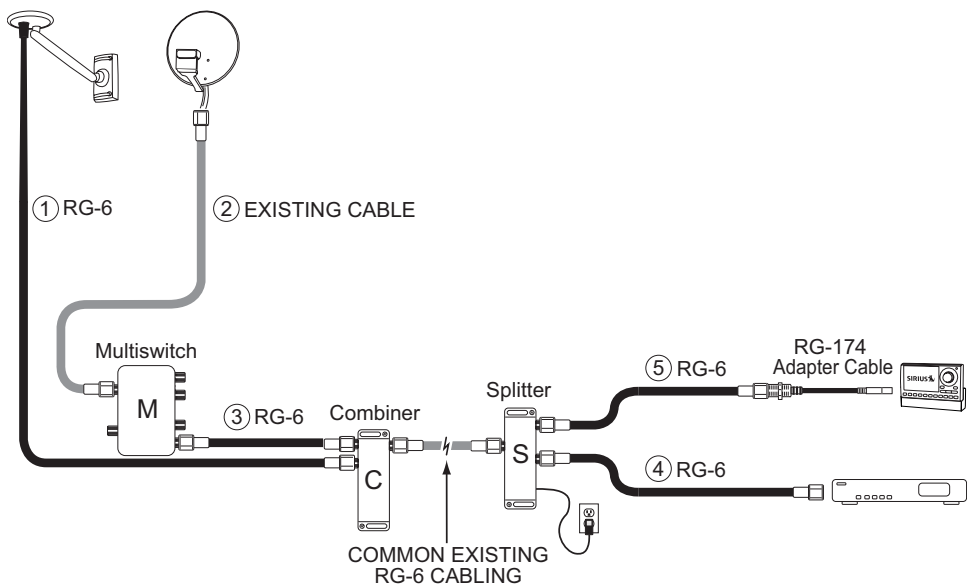 ① RG-6
② EXISTING CABLE
Multiswitch
M
③ RG-6
Combiner
C
Splitter
S
⑤ RG-6
RG-174
Adapter Cable
SIRIUS
④ RG-6
COMMON EXISTING
RG-6 CABLING